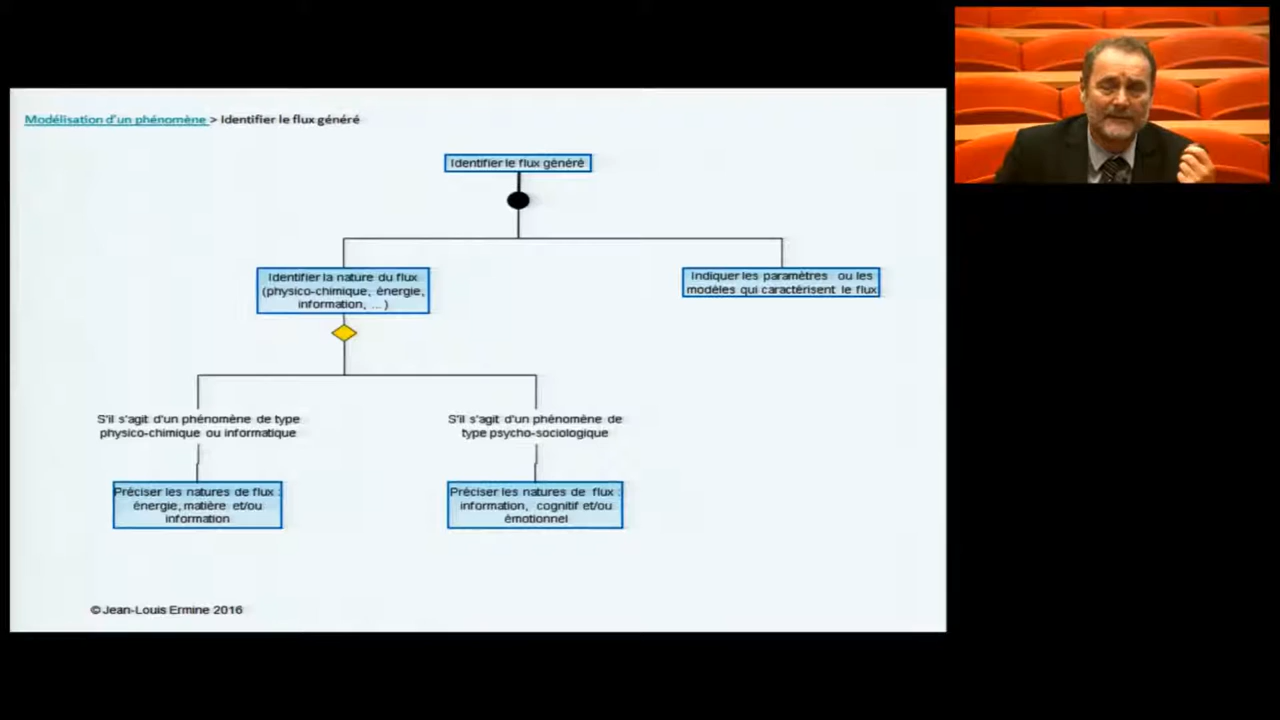 Modélisation d'un phénomène > Identifier le flux généré
Identifier le flux généré
Identifier la nature du flux
(physico-chimique, énergie,
information, ... )
Indiquer les paramètres ou les
modèles qui caractérisent le flux
S'il s'agit d'un phénomène de type
physico-chimique ou informatique
S'il s'agit d'un phénomène de
type psycho-sociologique
Préciser les natures de flux :
énergie, matière et/ou
information
Préciser les natures de flux :
information, cognitif et/ou
émotionnel
© Jean-Louis Ermine 2016